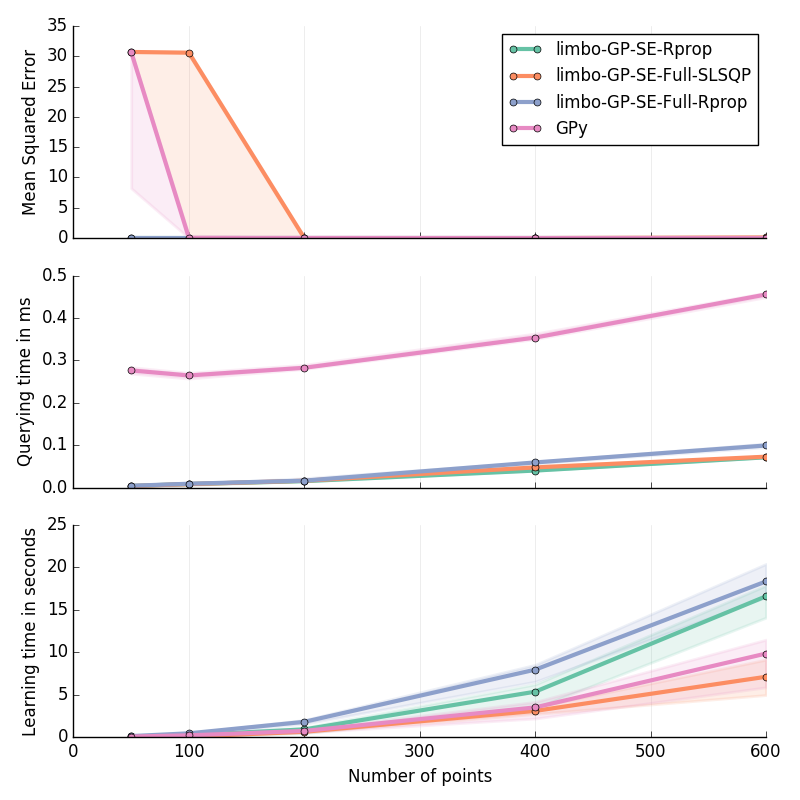 35
30
25
20
15
10
5
0
Mean Squared Error
limbo-GP-SE-Rprop
limbo-GP-SE-Full-SLSQP
limbo-GP-SE-Full-Rprop
GPy
0.5
0.4
0.3
0.2
0.1
0.0
Querying time in ms
25
20
15
10
5
0
Learning time in seconds
0 100 200 300 400 500 600
Number of points